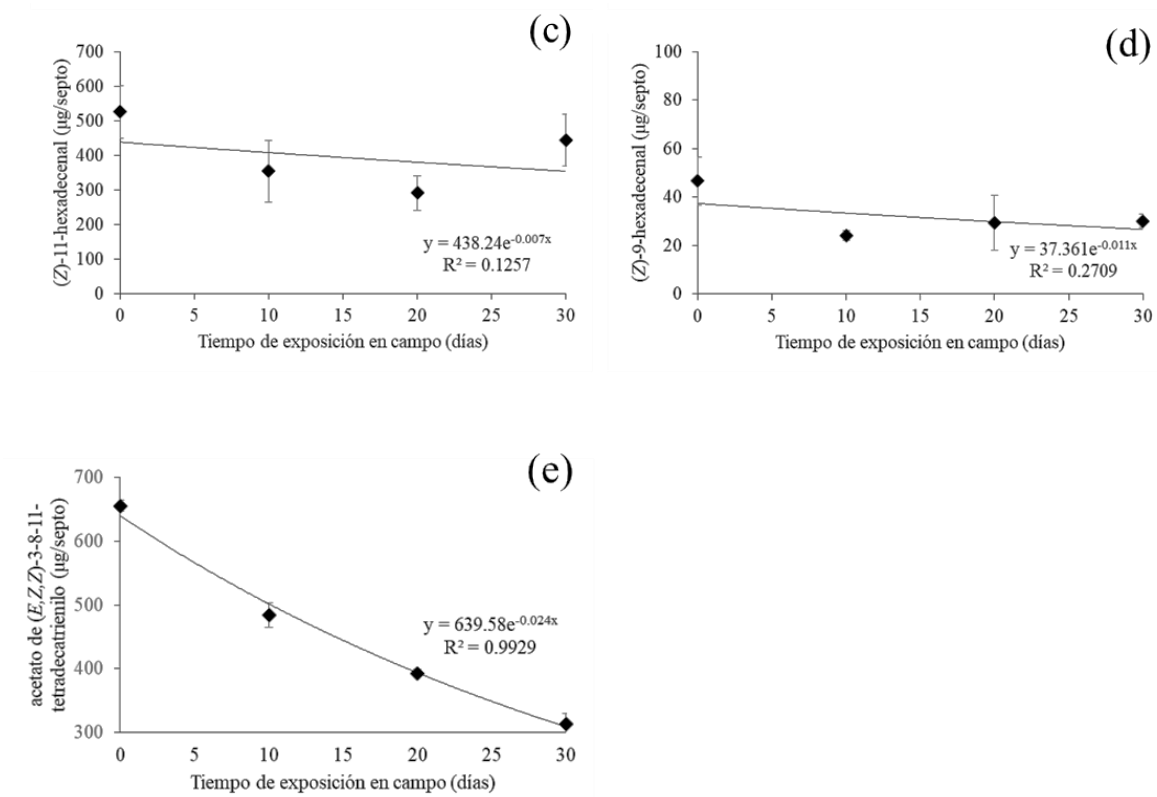 (c)
(Z)-11-hexadecenal (µg/septo)
700
600
500
400
300
200
100
0
y = 438.24e-0.007x
R² = 0.1257
0 5 10 15 20 25 30
Tiempo de exposición en campo (días)
(d)
(Z)-9-hexadecenal (µg/septo)
100
80
60
40
20
0
y = 37.361e-0.011x
R² = 0.2709
0 5 10 15 20 25 30
Tiempo de exposición en campo (días)
(e)
acetato de (E,Z,Z)-3-8-11-
tetradecatrienilo (µg/septo)
700
600
500
400
300
y = 639.58e-0.024x
R² = 0.9929
0 5 10 15 20 25 30
Tiempo de exposición en campo (días)